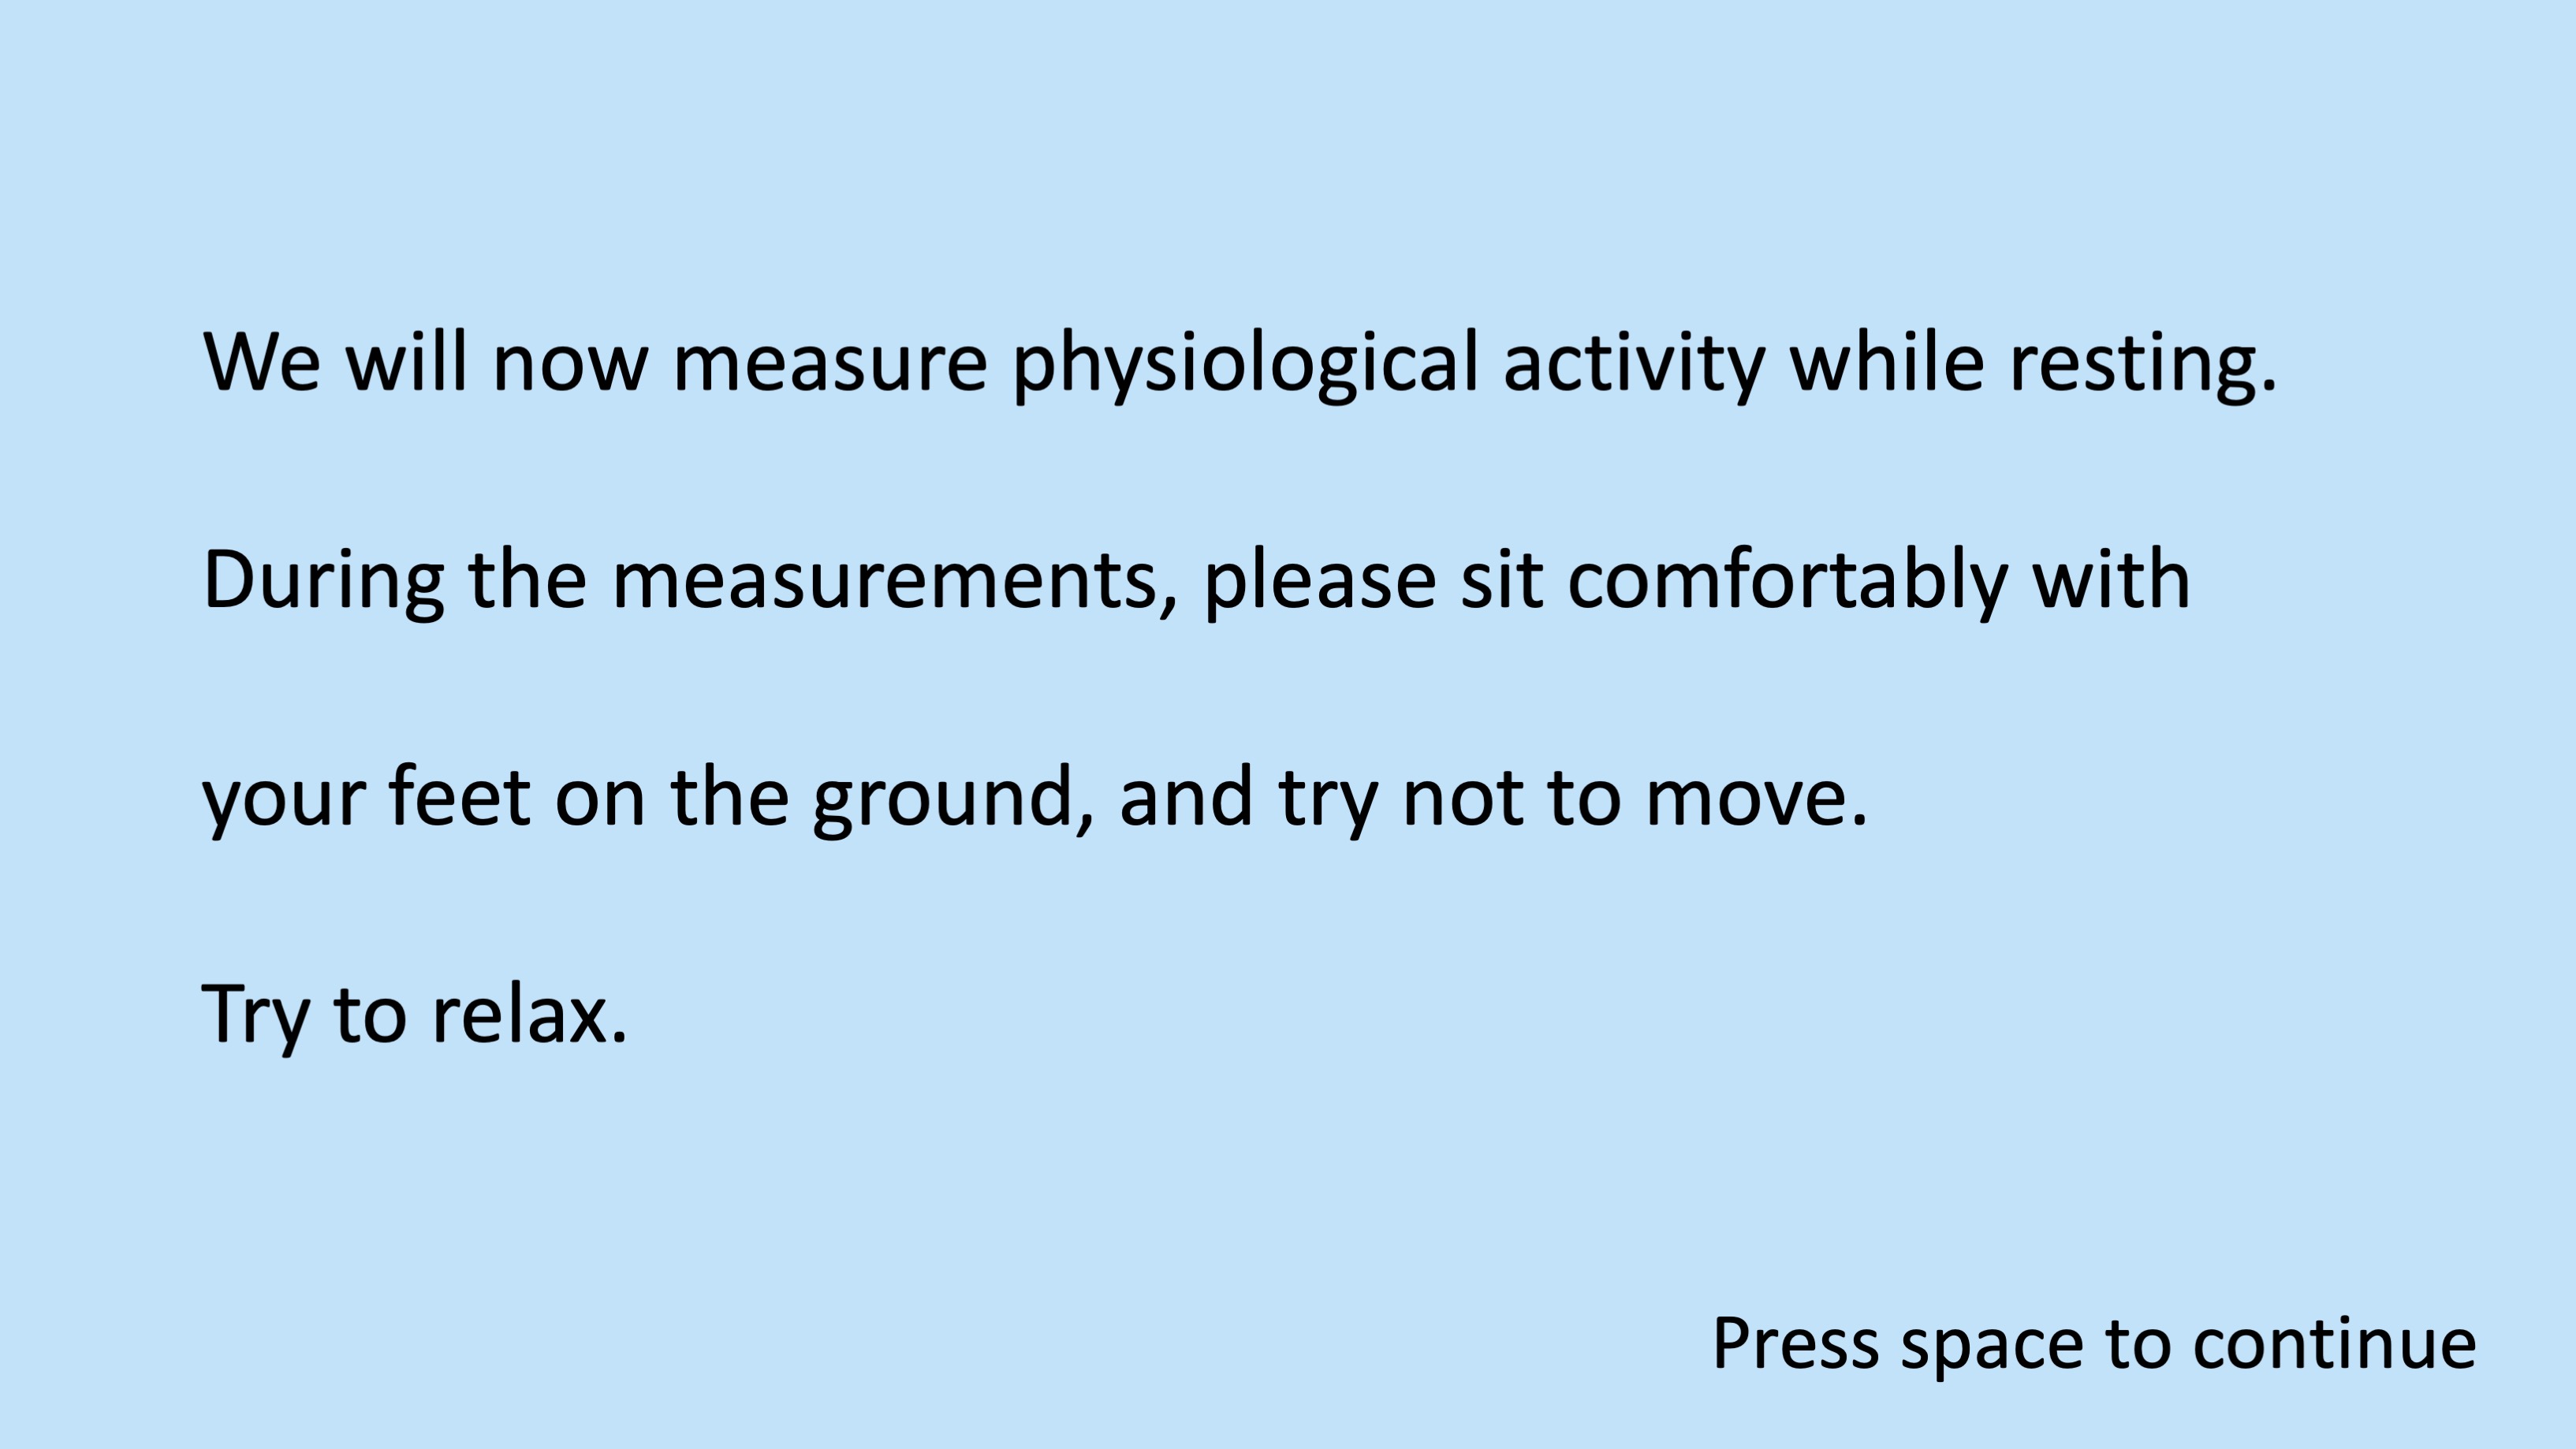 We will now measure physiological activity while resting.
During the measurements, please sit comfortably with
your feet on the ground, and try not to move.
Try to relax.
Press space to continue